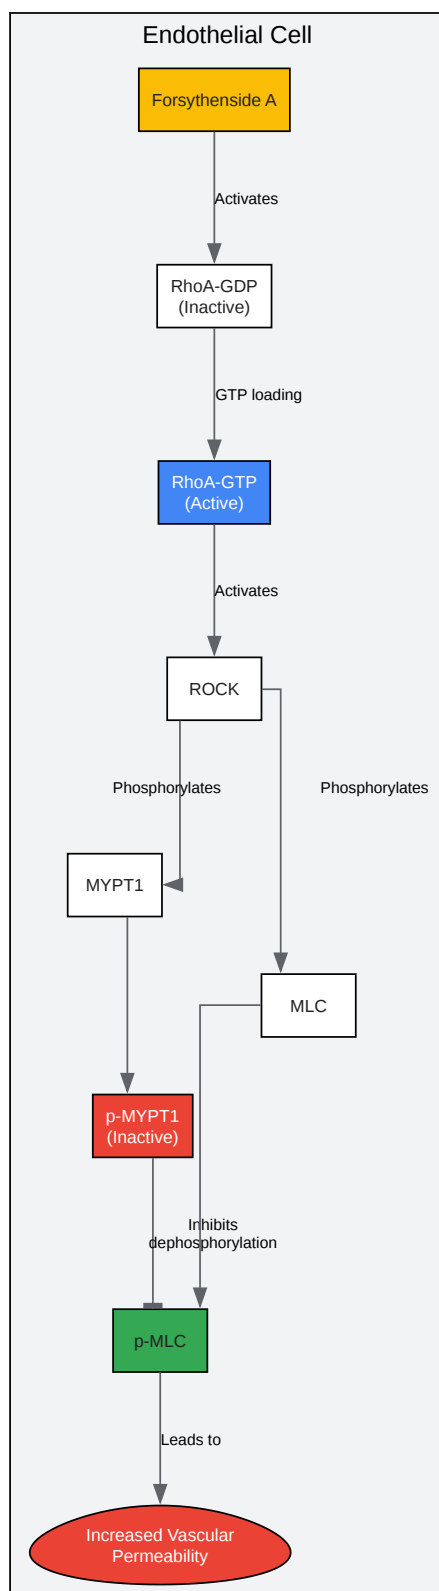 Endothelial Cell
Forsythenside A
Activates
RhoA-GDP
(Inactive)
GTP loading
RhoA-GTP
(Active)
Activates
ROCK
Phosphorylates
Phosphorylates
MYPT1
MLC
p-MYPT1
(Inactive)
Inhibits
dephosphorylation
p-MLC
Leads to
Increased Vascular
Permeability